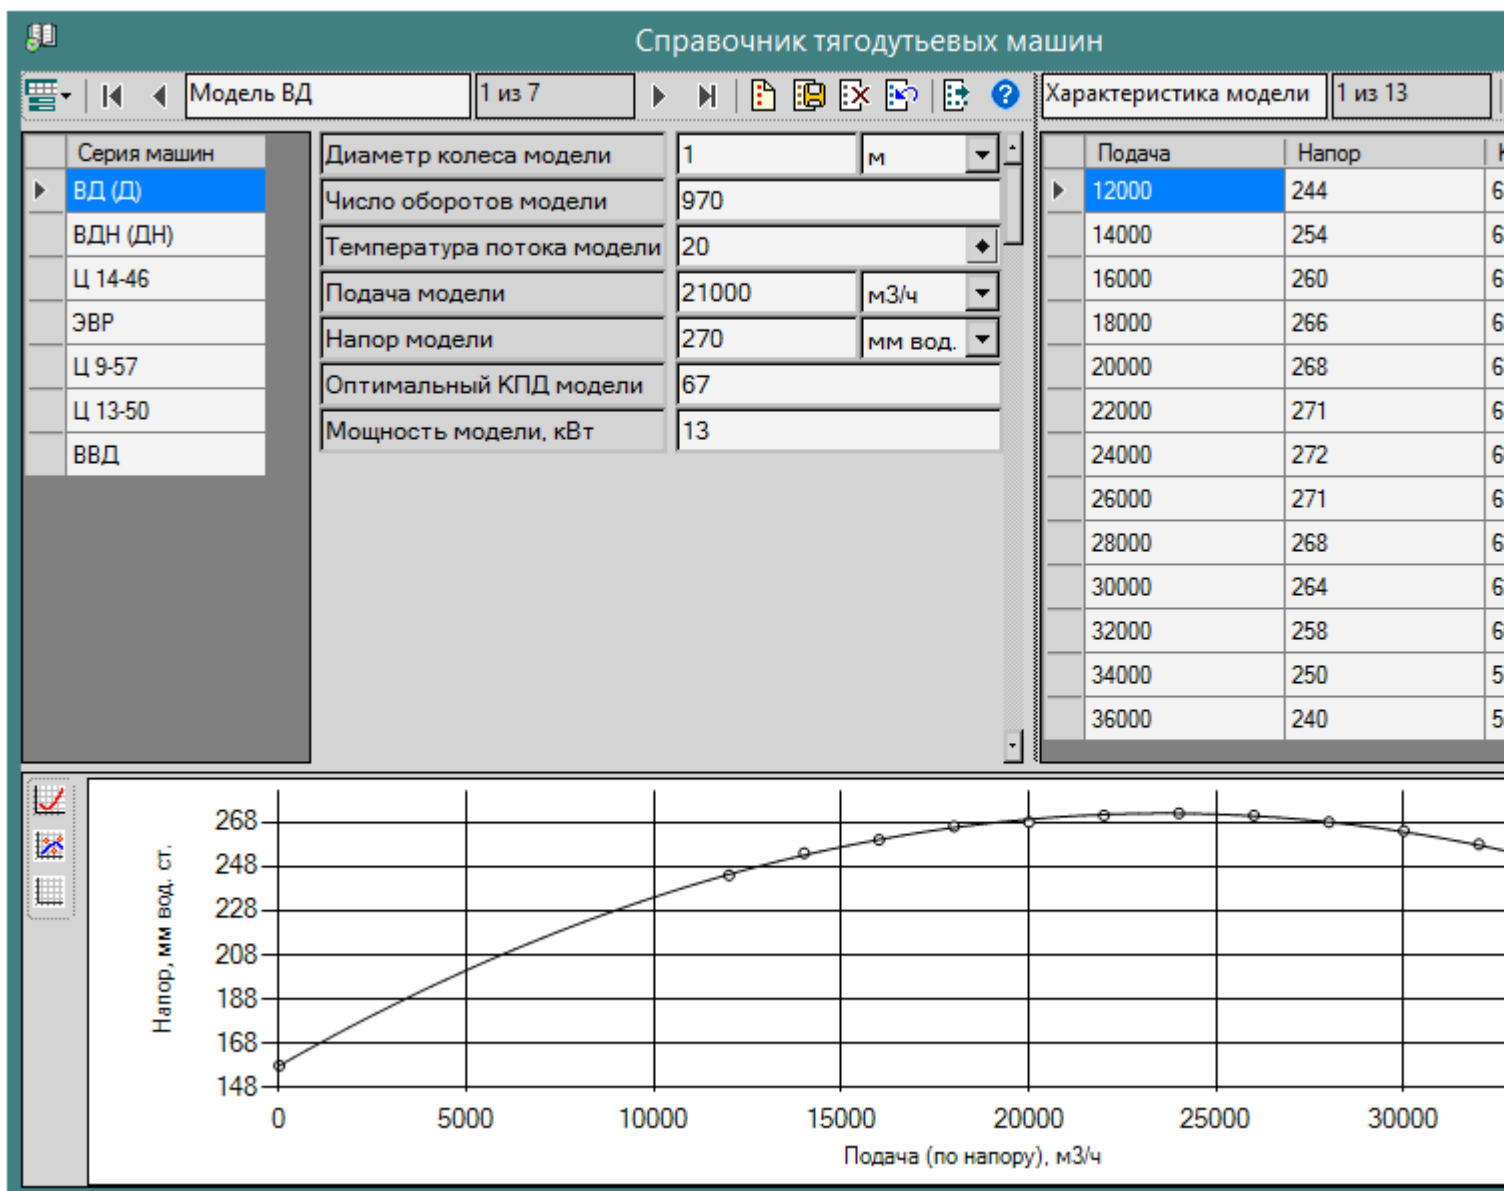 Справочник тягодутьевых машин
Модель ВД
1 из 7
Характеристика модели
1 из 13
Серия машин
ВД (Д)
ВДН (ДН)
Ц 14-46
ЭВР
Ц 9-57
Ц 13-50
ВВД
Диаметр колеса модели 1 м
Число оборотов модели 970
Температура потока модели 20
Подача модели 21000 м3/ч
Напор модели 270 мм вод.
Оптимальный КПД модели 67
Мощность модели, кВт 13
Подача Напор
12000 244
14000 254
16000 260
18000 266
20000 268
22000 271
24000 272
26000 271
28000 268
30000 264
32000 258
34000 250
36000 240
Напор, мм вод. ст.
268
248
228
208
188
168
148
0 5000 10000 15000 20000 25000 30000
Подача (по напору), м3/ч